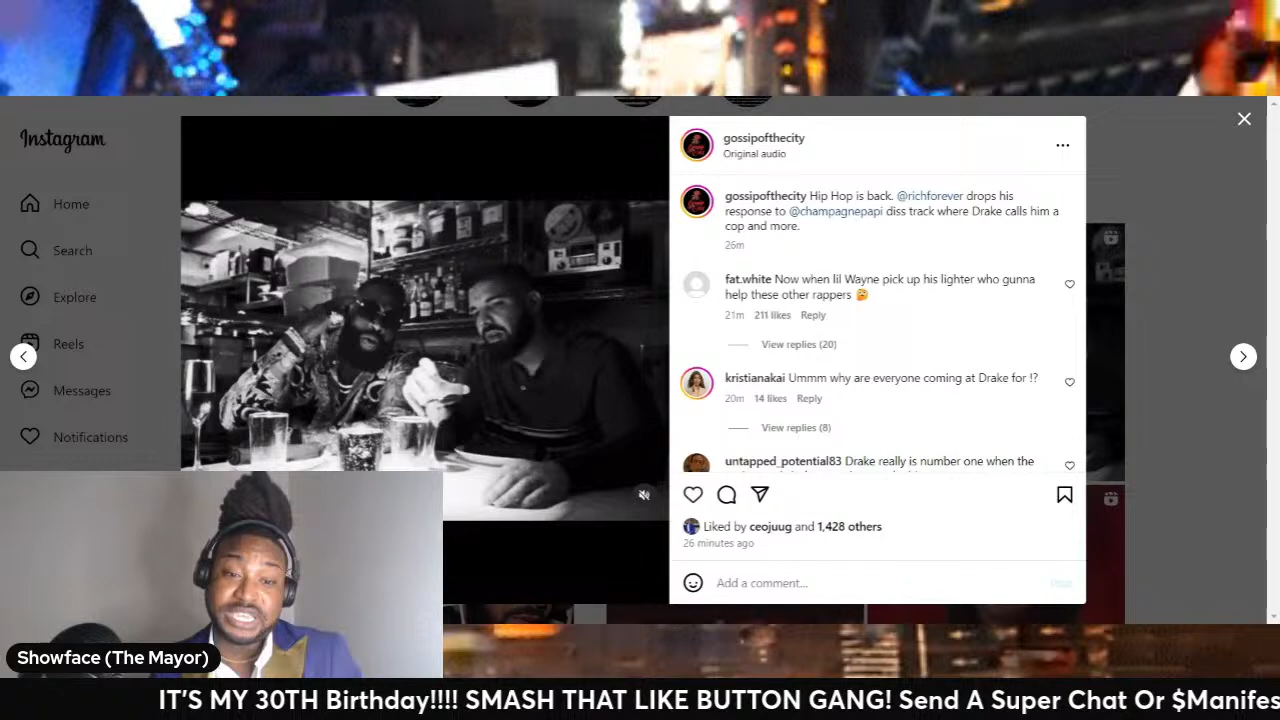 Instagram
Home
Search
Explore
Reels
Messages
Notifications
gossipofthecity
Original audio
gossipofthecity Hip Hop is back. @richforever drops his
response to @champagnepapi diss track where Drake calls him a
cop and more.
26m
fat.white Now when lil Wayne pick up his lighter who gunna
help these other rappers 🤔
21m 211 likes Reply
View replies (20)
kristianakai Ummm why are everyone coming at Drake for !?
20m 14 likes Reply
View replies (8)
untapped_potential83 Drake really is number one when the
Liked by ceojuug and 1,428 others
26 minutes ago
Add a comment...
Post
Showface (The Mayor)
IT'S MY 30TH Birthday!!!! SMASH THAT LIKE BUTTON GANG! Send A Super Chat Or $Manifes